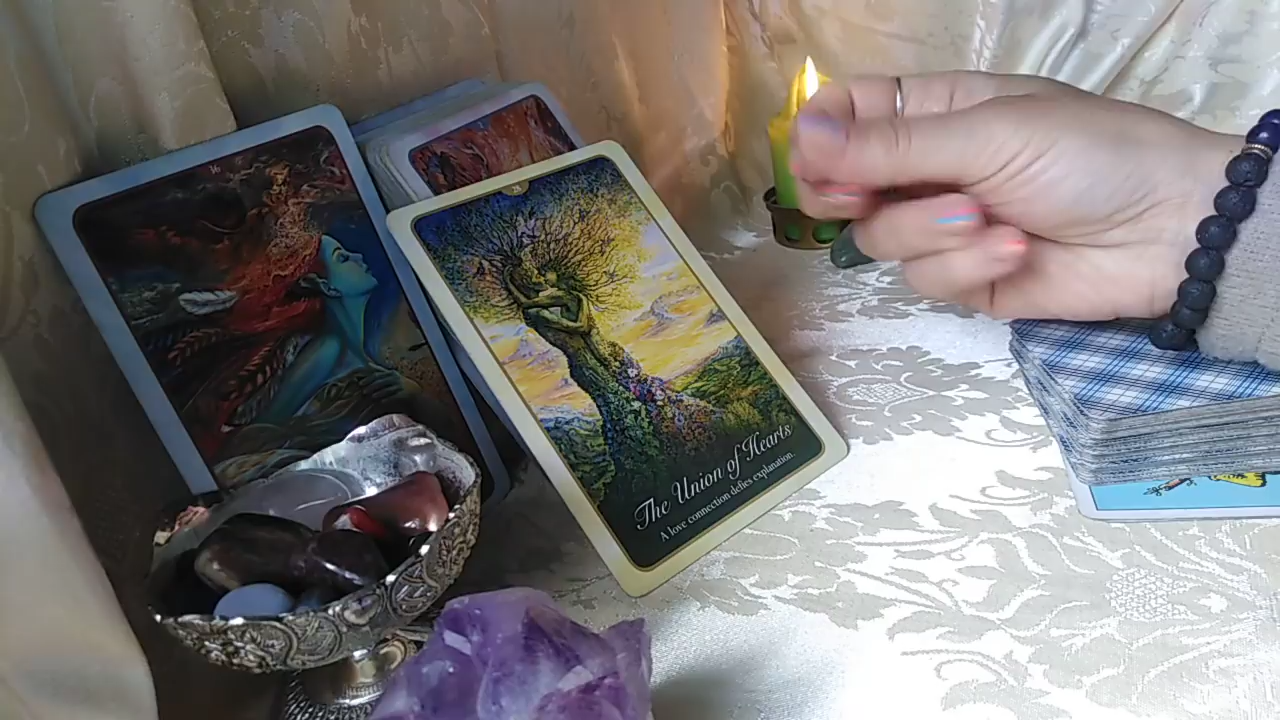 The Union of Hearts
A love connection defies explanation.